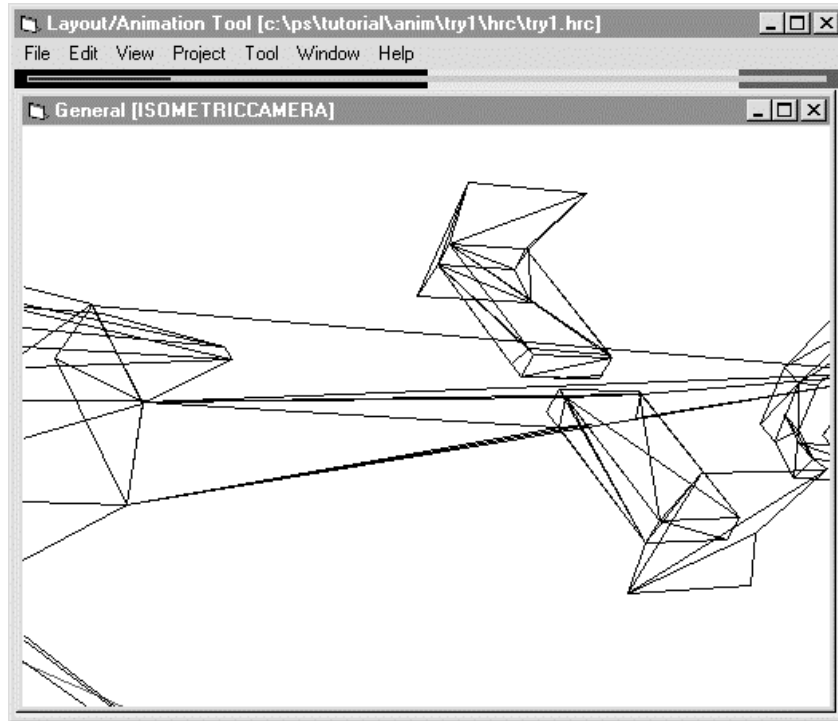 Layout/Animation Tool [c:\ps\tutorial\anim\try1\hrc\try1.hrc]
File Edit View Project Tool Window Help
General [ISOMETRICCAMERA]